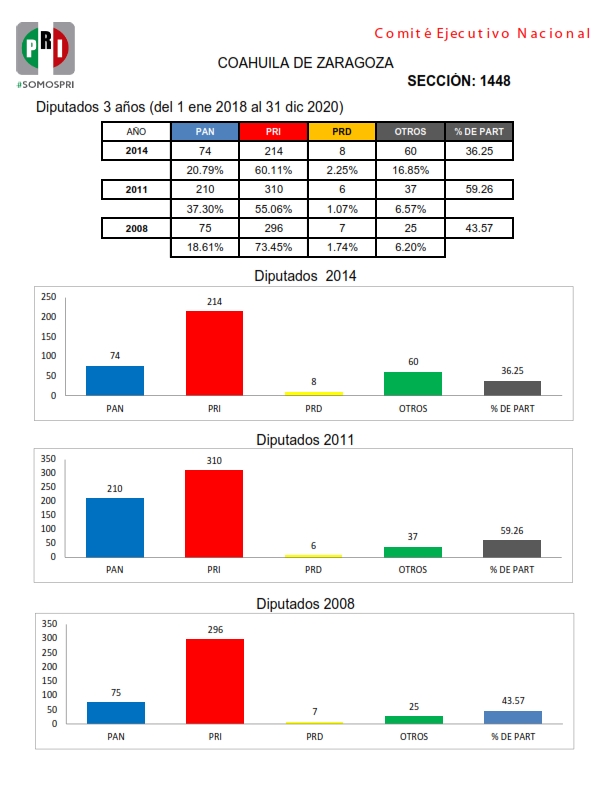 Comité Ejecutivo Nacional
PRI
#SOMOSPRI
COAHUILA DE ZARAGOZA
SECCIÓN: 1448
Diputados 3 años (del 1 ene 2018 al 31 dic 2020)
AÑO PAN PRI PRD OTROS % DE PART
2014 74 214 8 60 36.25
20.79% 60.11% 2.25% 16.85%
2011 210 310 6 37 59.26
37.30% 55.06% 1.07% 6.57%
2008 75 296 7 25 43.57
18.61% 73.45% 1.74% 6.20%
Diputados 2014
250
200
150
100
50
0
74 214 8 60 36.25
PAN PRI PRD OTROS % DE PART
Diputados 2011
350
300
250
200
150
100
50
0
210 310 6 37 59.26
PAN PRI PRD OTROS % DE PART
Diputados 2008
350
300
250
200
150
100
50
0
75 296 7 25 43.57
PAN PRI PRD OTROS % DE PART